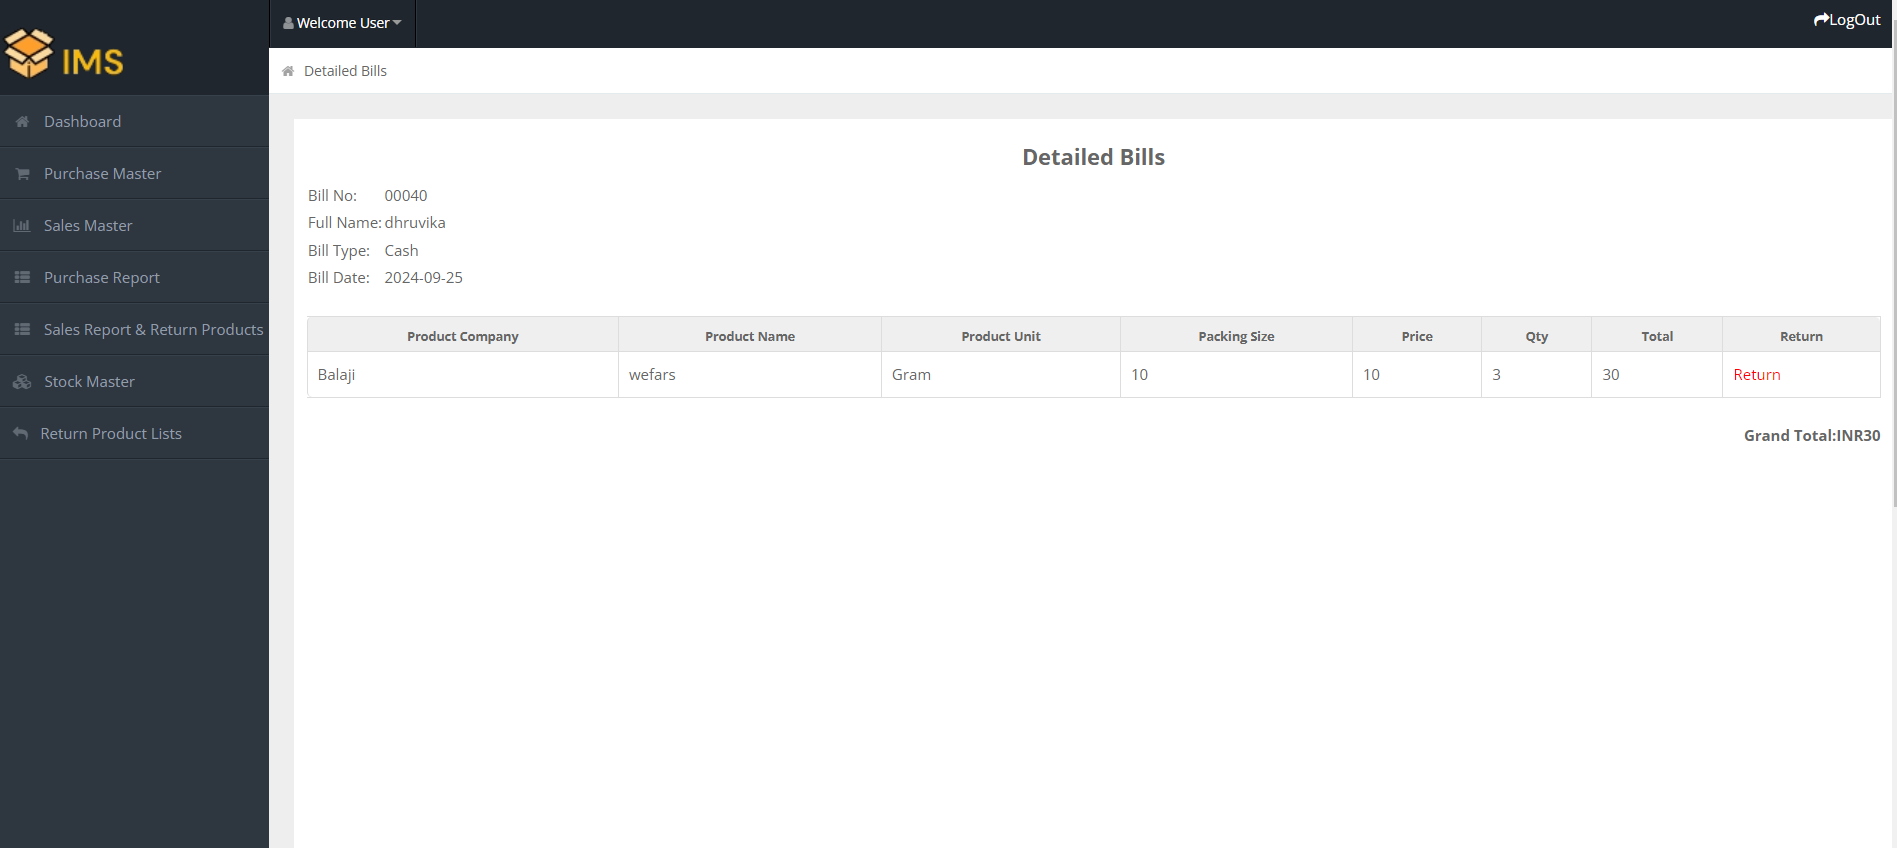 IMS
Welcome User
LogOut
Detailed Bills
Dashboard
Purchase Master
Sales Master
Purchase Report
Sales Report & Return Products
Stock Master
Return Product Lists
Detailed Bills
Bill No: 00040
Full Name: dhruvika
Bill Type: Cash
Bill Date: 2024-09-25
Product Company Product Name Product Unit Packing Size Price Qty Total Return
Balaji wefars Gram 10 10 3 30 Return
Grand Total:INR30